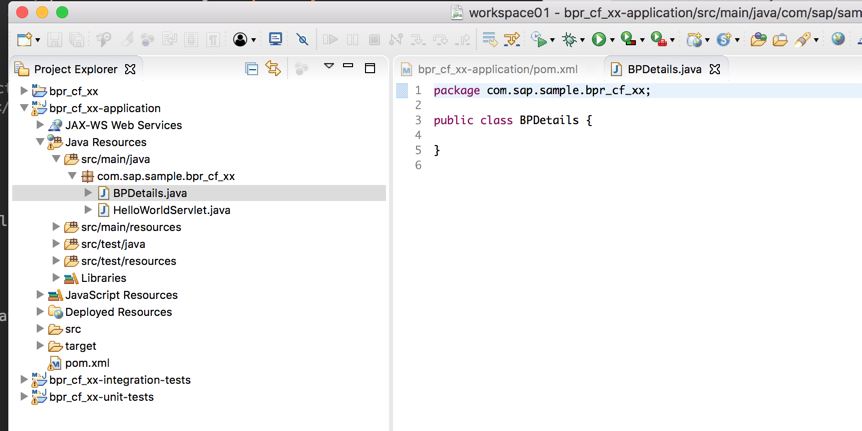 workspace01 - bpr_cf_xx-application/src/main/java/com/sap/sam
Project Explorer
bpr_cf_xx
bpr_cf_xx-application
JAX-WS Web Services
Java Resources
src/main/java
com.sap.sample.bpr_cf_xx
BPDetails.java
HelloWorldServlet.java
src/main/resources
src/test/java
src/test/resources
Libraries
JavaScript Resources
Deployed Resources
src
target
pom.xml
bpr_cf_xx-integration-tests
bpr_cf_xx-unit-tests
bpr_cf_xx-application/pom.xml
BPDetails.java
1 package com.sap.sample.bpr_cf_xx;
2
3 public class BPDetails {
4
5 }
6